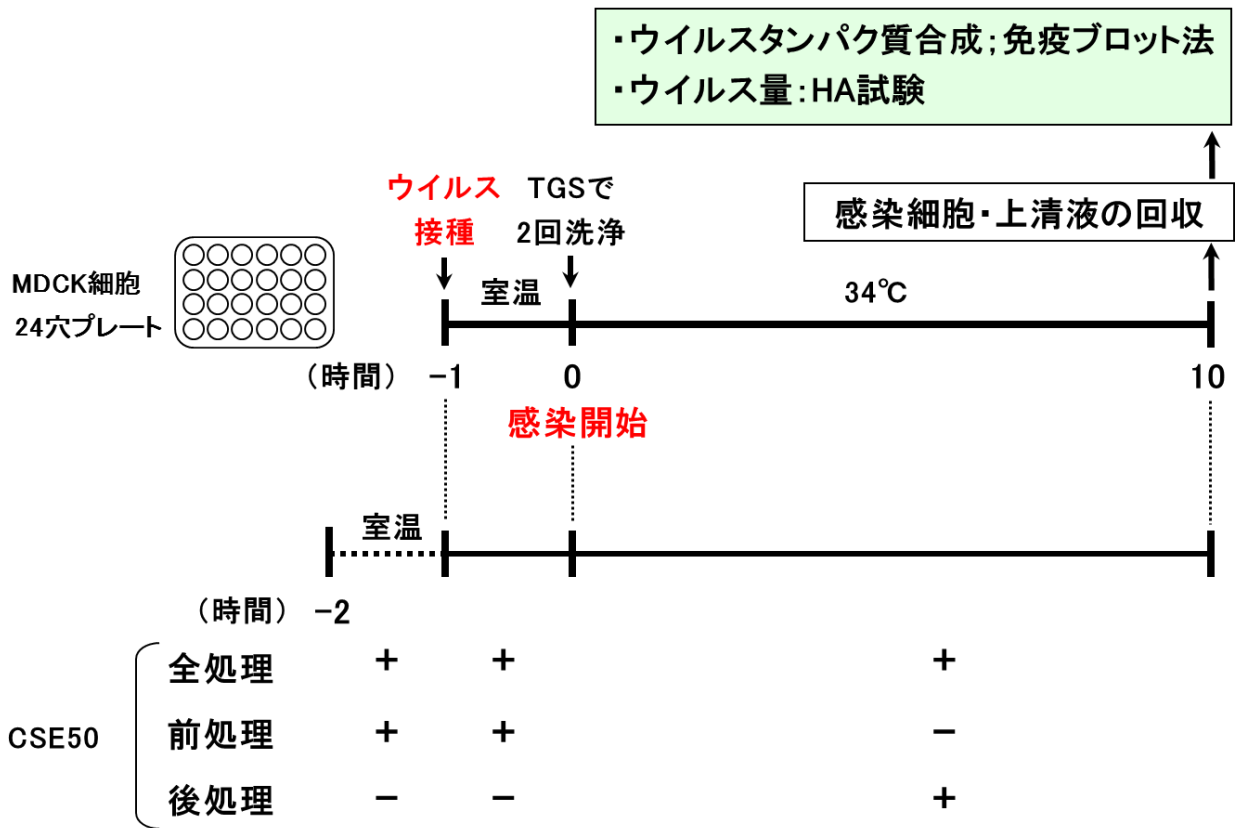 ・ウイルスタンパク質合成；免疫ブロット法
・ウイルス量：HA試験
感染細胞・上清液の回収
ウイルス
接種
TGSで
2回洗浄
MDCK細胞
24穴プレート
室温
34℃
（時間） −1 0 10
感染開始
室温
（時間） −2
CSE50
全処理 + + +
前処理 + + −
後処理 − − +